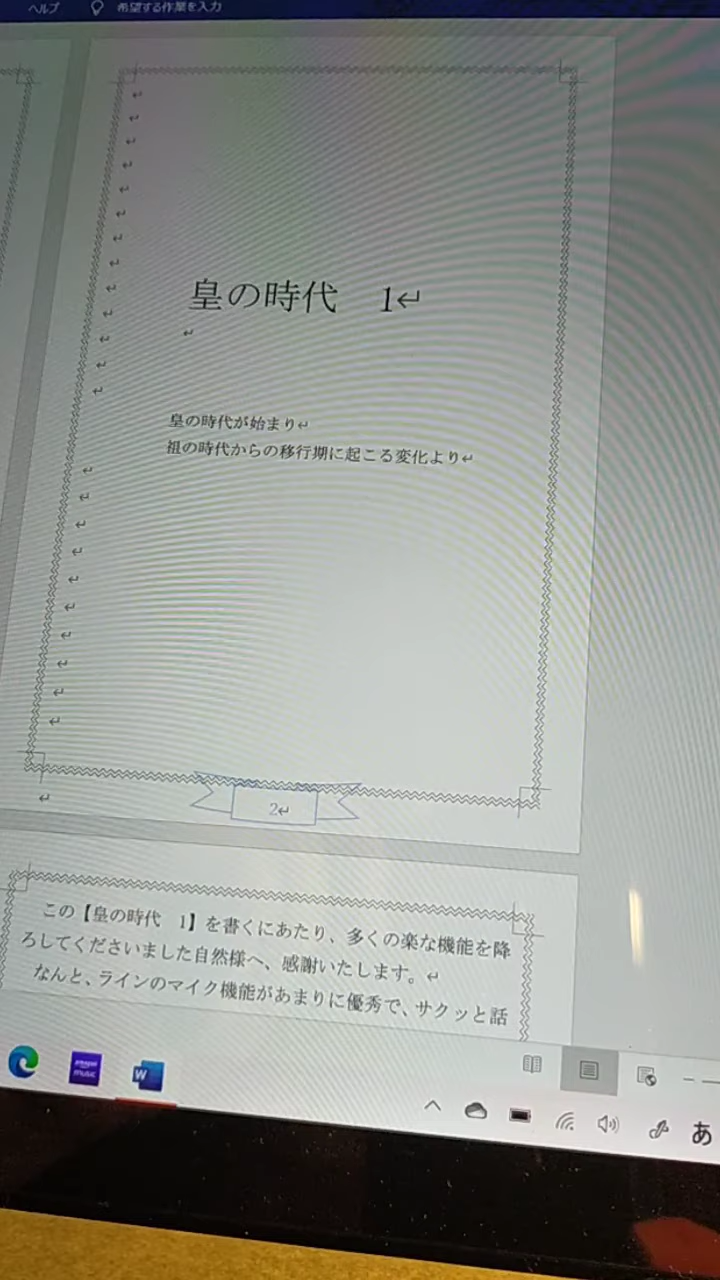 ヘルプ 希望する作業を入力
皇の時代 1
皇の時代が始まり
祖の時代からの移行期に起こる変化より
2
この【皇の時代 1】を書くにあたり、多くの楽な機能を降
ろしてくださいました自然様へ、感謝いたします。
なんと、ラインのマイク機能があまりに優秀で、サクッと話
amazon music
W
あ